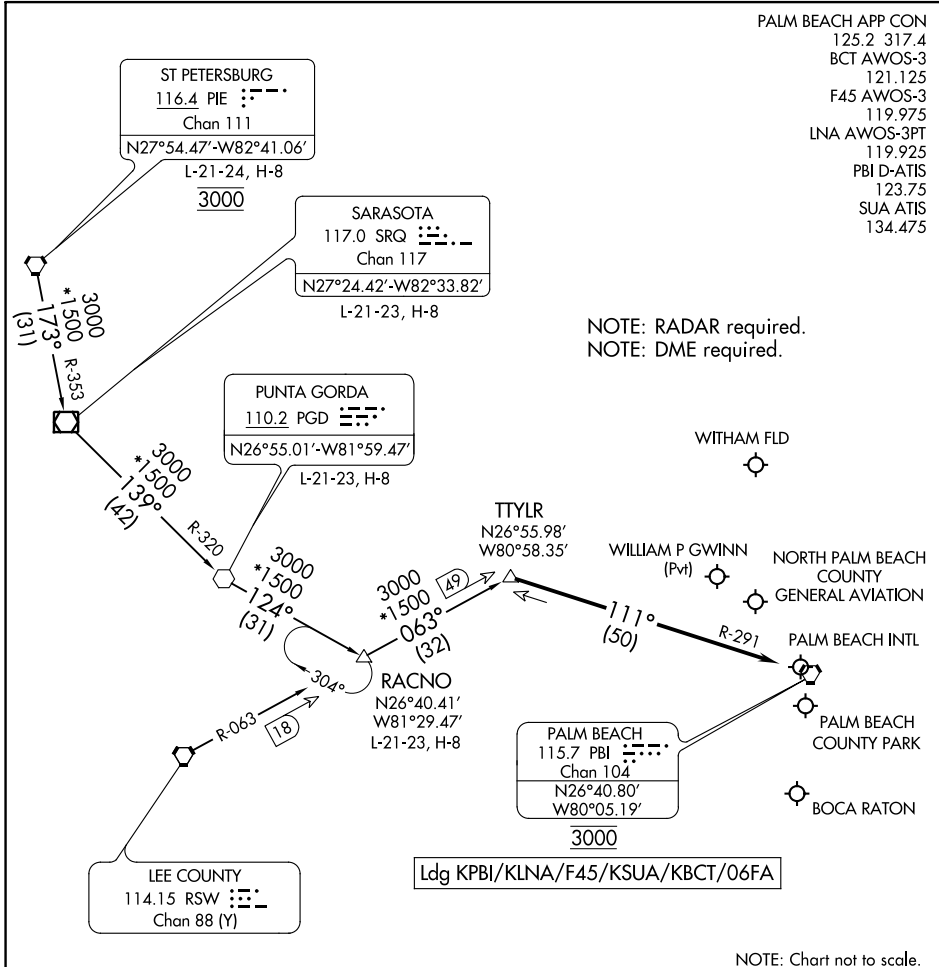 PALM BEACH APP CON
125.2 317.4
BCT AWOS-3
121.125
F45 AWOS-3
119.975
LNA AWOS-3PT
119.925
PBI D-ATIS
123.75
SUA ATIS
134.475
ST PETERSBURG
116.4 PIE
Chan 111
N27°54.47'-W82°41.06'
L-21-24, H-8
3000
SARASOTA
117.0 SRQ
Chan 117
N27°24.42'-W82°33.82'
L-21-23, H-8
3000
*1500
173°
(31)
R-353
NOTE: RADAR required.
NOTE: DME required.
PUNTA GORDA
110.2 PGD
N26°55.01'-W81°59.47'
L-21-23, H-8
3000
*1500
139°
(42)
R-320
WITHAM FLD
TTYLR
N26°55.98'
W80°58.35'
WILLIAM P GWINN
(Pvt)
NORTH PALM BEACH
COUNTY
GENERAL AVIATION
3000
*1500
124°
(31)
3000
*1500
063°
(32)
49
111°
(50)
R-291
PALM BEACH INTL
304°
RACNO
N26°40.41'
W81°29.47'
L-21-23, H-8
R-063
18
PALM BEACH
115.7 PBI
Chan 104
N26°40.80'
W80°05.19'
3000
PALM BEACH
COUNTY PARK
BOCA RATON
Ldg KPBI/KLNA/F45/KSUA/KBCT/06FA
LEE COUNTY
114.15 RSW
Chan 88 (Y)
NOTE: Chart not to scale.